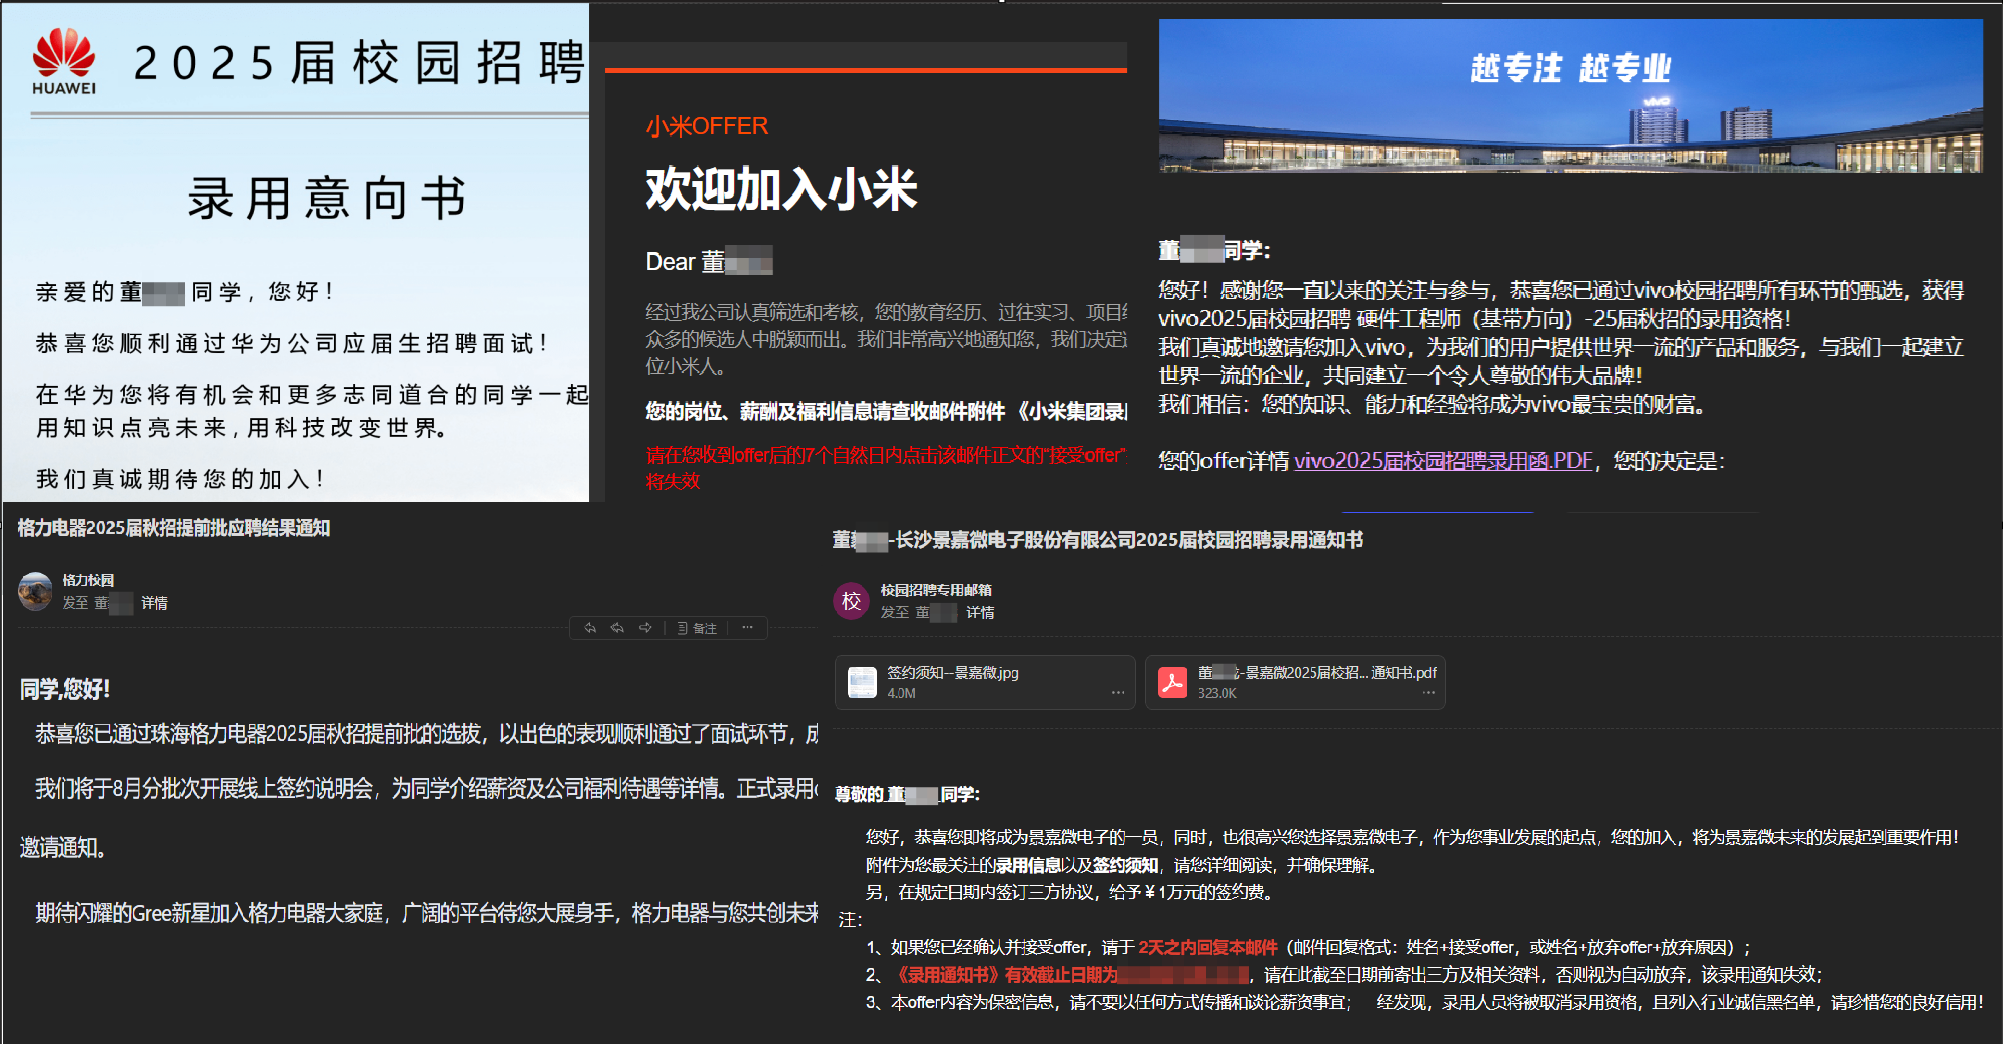 HUAWEI
2025届校园招聘
录用意向书
亲爱的董 同学，您好！
恭喜您顺利通过华为公司应届生招聘面试！
在华为您将有机会和更多志同道合的同学一起
用知识点亮未来，用科技改变世界。
我们真诚期待您的加入！
小米OFFER
欢迎加入小米
Dear 董
经过我公司认真筛选和考核，您的教育经历、过往实习、项目
众多的候选人中脱颖而出。我们非常高兴地通知您，我们决定
位小米人。
您的岗位、薪酬及福利信息请查收邮件附件 《小米集团录
请在您收到offer后的7个自然日内点击该邮件正文的“接受offer”
将失效
越专注 越专业
vivo
董 同学：
您好！感谢您一直以来的关注与参与，恭喜您已通过vivo校园招聘所有环节的甄选，获得
vivo2025届校园招聘 硬件工程师（基带方向）-25届秋招的录用资格！
我们真诚地邀请您加入vivo，为我们的用户提供世界一流的产品和服务，与我们一起建立
世界一流的企业，共同建立一个令人尊敬的伟大品牌！
我们相信：您的知识、能力和经验将成为vivo最宝贵的财富。
您的offer详情 vivo2025届校园招聘录用函.PDF，您的决定是：
格力电器2025届秋招提前批应聘结果通知
格力校园
发至 董 详情
备注
同学,您好！
恭喜您已通过珠海格力电器2025届秋招提前批的选拔，以出色的表现顺利通过了面试环节，成
我们将于8月分批次开展线上签约说明会，为同学介绍薪资及公司福利待遇等详情。正式录用
邀请通知。
期待闪耀的Gree新星加入格力电器大家庭，广阔的平台待您大展身手，格力电器与您共创未来
董 -长沙景嘉微电子股份有限公司2025届校园招聘录用通知书
校
校园招聘专用邮箱
发至 董 详情
签约须知--景嘉微.jpg
4.0M
董 -景嘉微2025届校招... 通知书.pdf
323.0K
尊敬的 董 同学：
您好，恭喜您即将成为景嘉微电子的一员，同时，也很高兴您选择景嘉微电子，作为您事业发展的起点，您的加入，将为景嘉微未来的发展起到重要作用！
附件为您最关注的录用信息以及签约须知，请您详细阅读，并确保理解。
另，在规定日期内签订三方协议，给予￥1万元的签约费。
注：
1、如果您已经确认并接受offer，请于 2天之内回复本邮件（邮件回复格式：姓名+接受offer，或姓名+放弃offer+放弃原因）；
2、《录用通知书》有效截止日期为 ，请在此截至日期前寄出三方及相关资料，否则视为自动放弃，该录用通知失效；
3、本offer内容为保密信息，请不要以任何方式传播和谈论薪资事宜； 经发现，录用人员将被取消录用资格，且列入行业诚信黑名单，请珍惜您的良好信用！